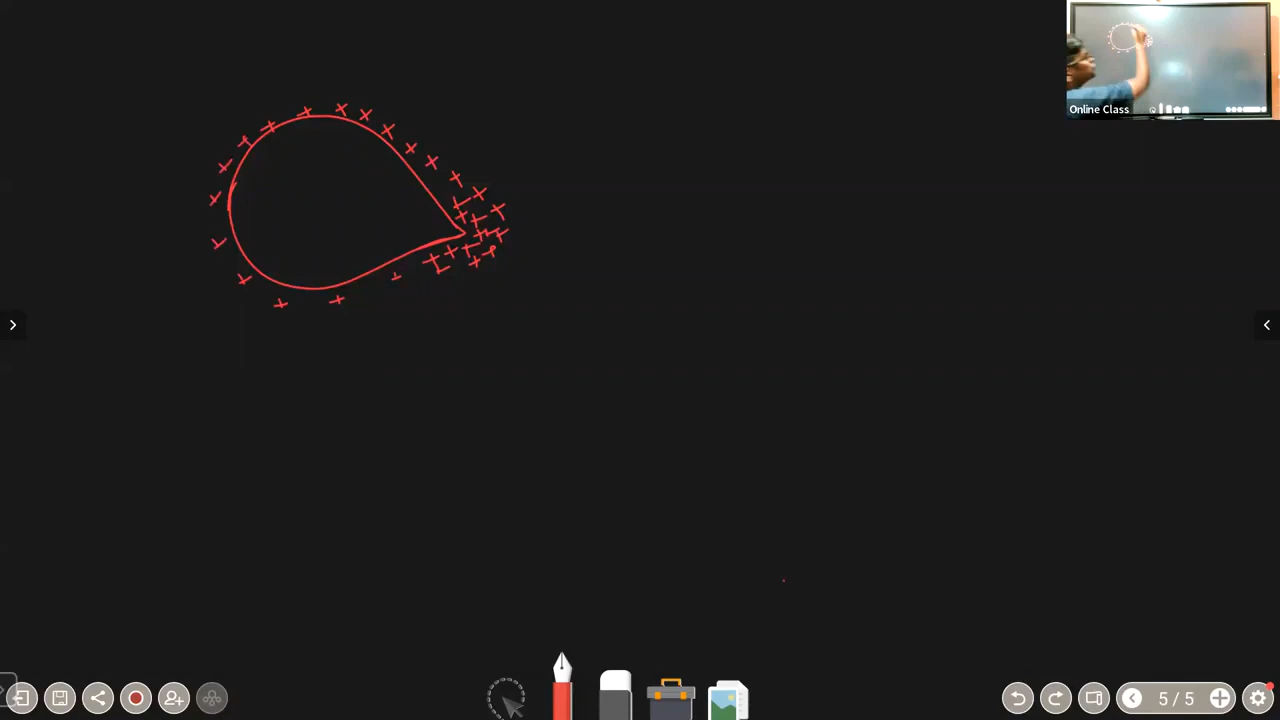 Online Class
+ + + + + + + + + + + + + + + + + + + + + + + + + + + + + + + + +
5/5